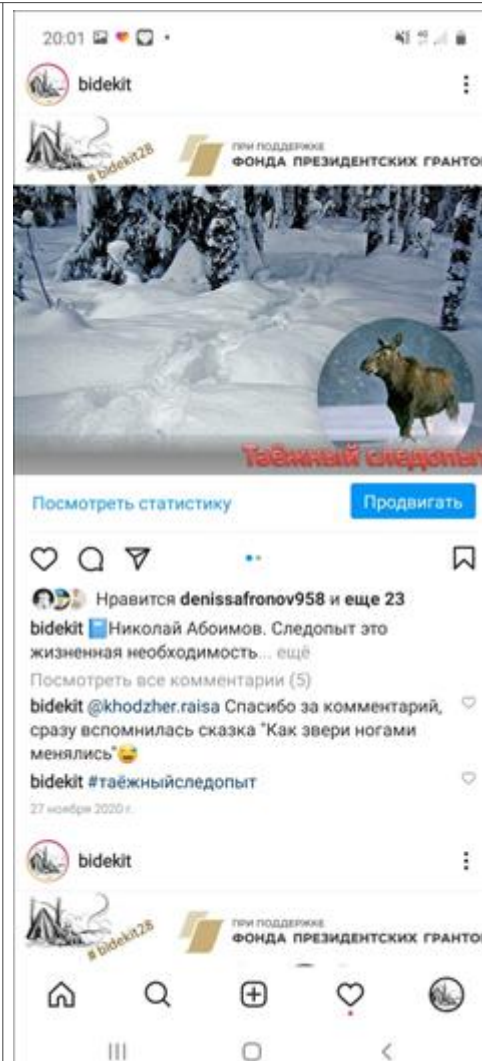 20:01
bidekit
#bidekit28
ПРИ ПОДДЕРЖКЕ
ФОНДА ПРЕЗИДЕНТСКИХ ГРАНТО
Таёжный следопыт
Посмотреть статистику
Продвигать
Нравится denissafronov958 и еще 23
bidekit 📘Николай Абоимов. Следопыт это
жизненная необходимость... ещё
Посмотреть все комментарии (5)
bidekit @khodzher.raisa Спасибо за комментарий,
сразу вспомнилась сказка "Как звери ногами
менялись"😅
bidekit #таёжныйследопыт
27 ноября 2020 г.
bidekit
#bidekit28
ПРИ ПОДДЕРЖКЕ
ФОНДА ПРЕЗИДЕНТСКИХ ГРАНТО